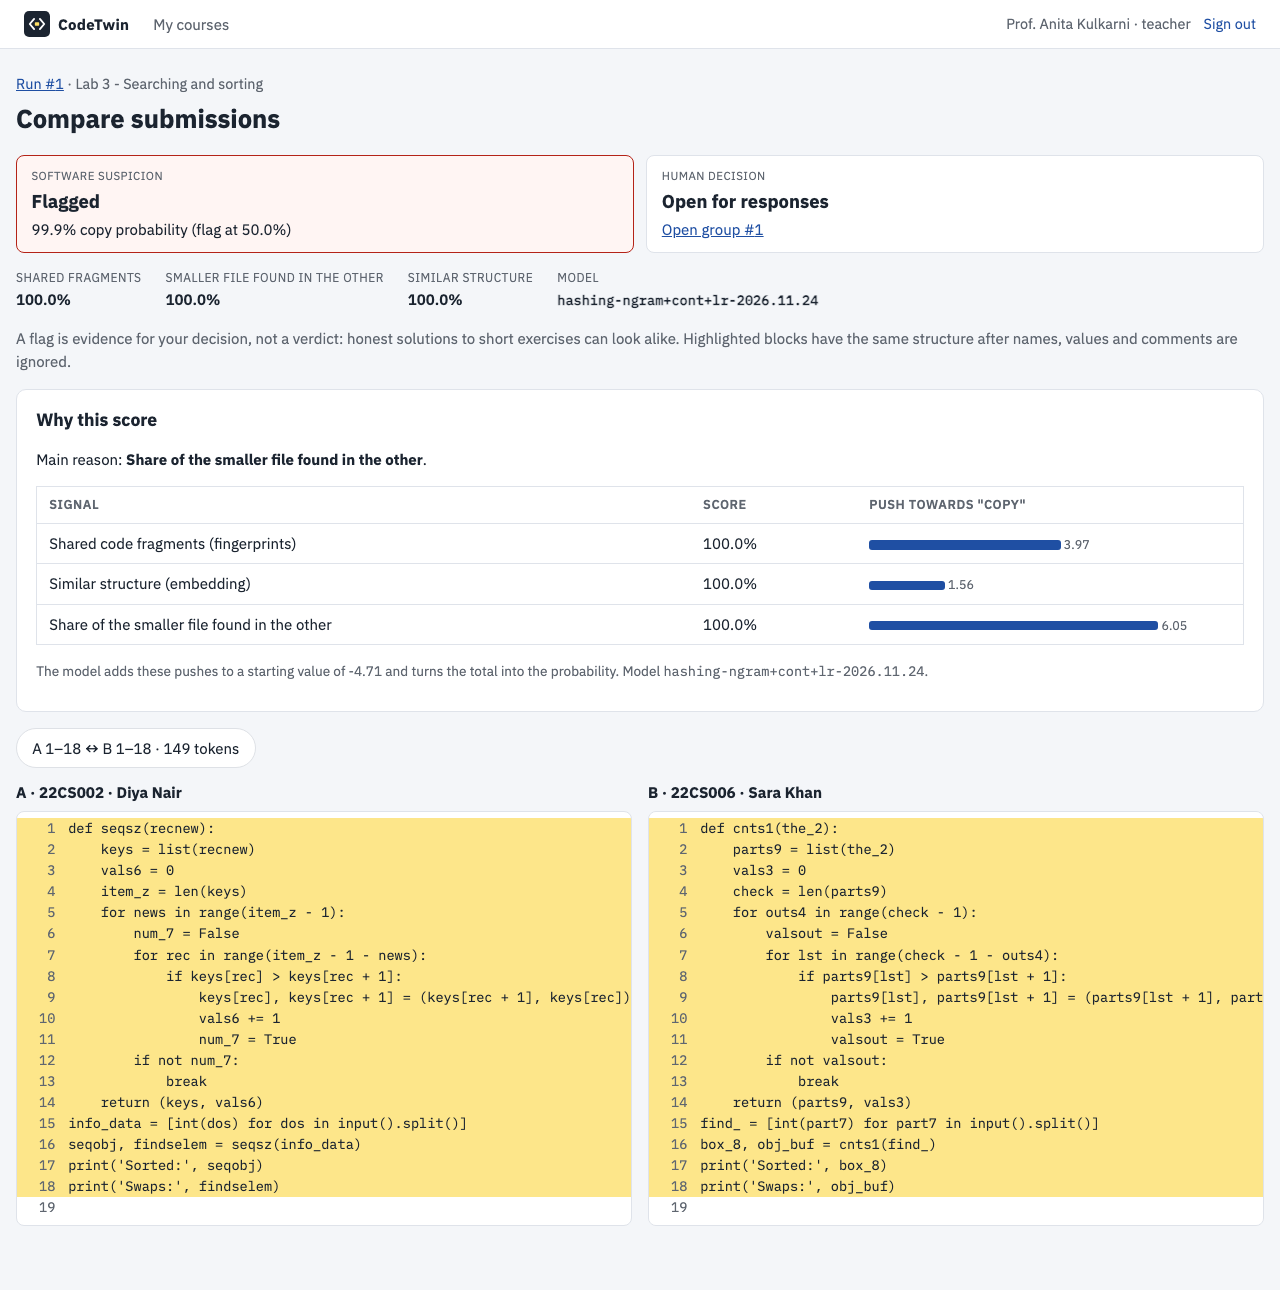 CodeTwin My courses Prof. Anita Kulkarni · teacher Sign out
Run #1 · Lab 3 - Searching and sorting
Compare submissions
SOFTWARE SUSPICION
Flagged
99.9% copy probability (flag at 50.0%)
HUMAN DECISION
Open for responses
Open group #1
SHARED FRAGMENTS
100.0%
SMALLER FILE FOUND IN THE OTHER
100.0%
SIMILAR STRUCTURE
100.0%
MODEL
hashing-ngram+cont+lr-2026.11.24
A flag is evidence for your decision, not a verdict: honest solutions to short exercises can look alike. Highlighted blocks have the same structure after names, values and comments are
ignored.
Why this score
Main reason: Share of the smaller file found in the other.
SIGNAL SCORE PUSH TOWARDS "COPY"
Shared code fragments (fingerprints) 100.0% 3.97
Similar structure (embedding) 100.0% 1.56
Share of the smaller file found in the other 100.0% 6.05
The model adds these pushes to a starting value of -4.71 and turns the total into the probability. Model hashing-ngram+cont+lr-2026.11.24.
A 1–18 ↔ B 1–18 · 149 tokens
A · 22CS002 · Diya Nair
1 def seqsz(recnew):
2     keys = list(recnew)
3     vals6 = 0
4     item_z = len(keys)
5     for news in range(item_z - 1):
6         num_7 = False
7         for rec in range(item_z - 1 - news):
8             if keys[rec] > keys[rec + 1]:
9                 keys[rec], keys[rec + 1] = (keys[rec + 1], keys[rec])
10                 vals6 += 1
11                 num_7 = True
12         if not num_7:
13             break
14     return (keys, vals6)
15 info_data = [int(dos) for dos in input().split()]
16 seqobj, findselem = seqsz(info_data)
17 print('Sorted:', seqobj)
18 print('Swaps:', findselem)
19
B · 22CS006 · Sara Khan
1 def cnts1(the_2):
2     parts9 = list(the_2)
3     vals3 = 0
4     check = len(parts9)
5     for outs4 in range(check - 1):
6         valsout = False
7         for lst in range(check - 1 - outs4):
8             if parts9[lst] > parts9[lst + 1]:
9                 parts9[lst], parts9[lst + 1] = (parts9[lst + 1], part
10                 vals3 += 1
11                 valsout = True
12         if not valsout:
13             break
14     return (parts9, vals3)
15 find_ = [int(part7) for part7 in input().split()]
16 box_8, obj_buf = cnts1(find_)
17 print('Sorted:', box_8)
18 print('Swaps:', obj_buf)
19